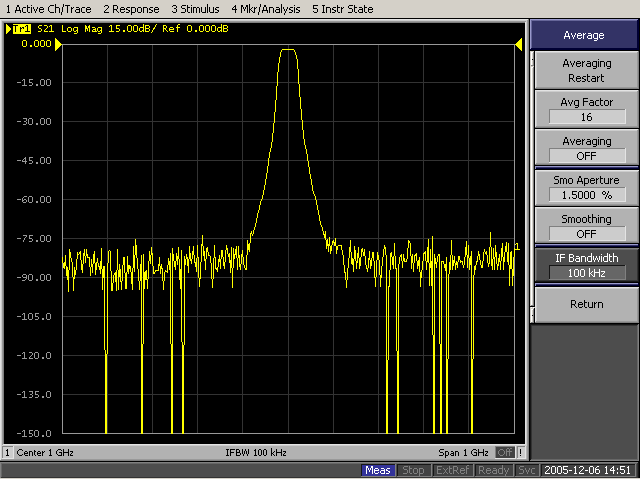 1 Active Ch/Trace 2 Response 3 Stimulus 4 Mkr/Analysis 5 Instr State
Tr1 S21 Log Mag 15.00dB/ Ref 0.000dB
0.000
-15.00
-30.00
-45.00
-60.00
-75.00
-90.00
-105.0
-120.0
-135.0
-150.0
1
1 Center 1 GHz IFBW 100 kHz Span 1 GHz Off !
Average
Averaging
Restart
Avg Factor
16
Averaging
OFF
Smo Aperture
1.5000 %
Smoothing
OFF
IF Bandwidth
100 kHz
Return
Meas Stop ExtRef Ready Svc 2005-12-06 14:51